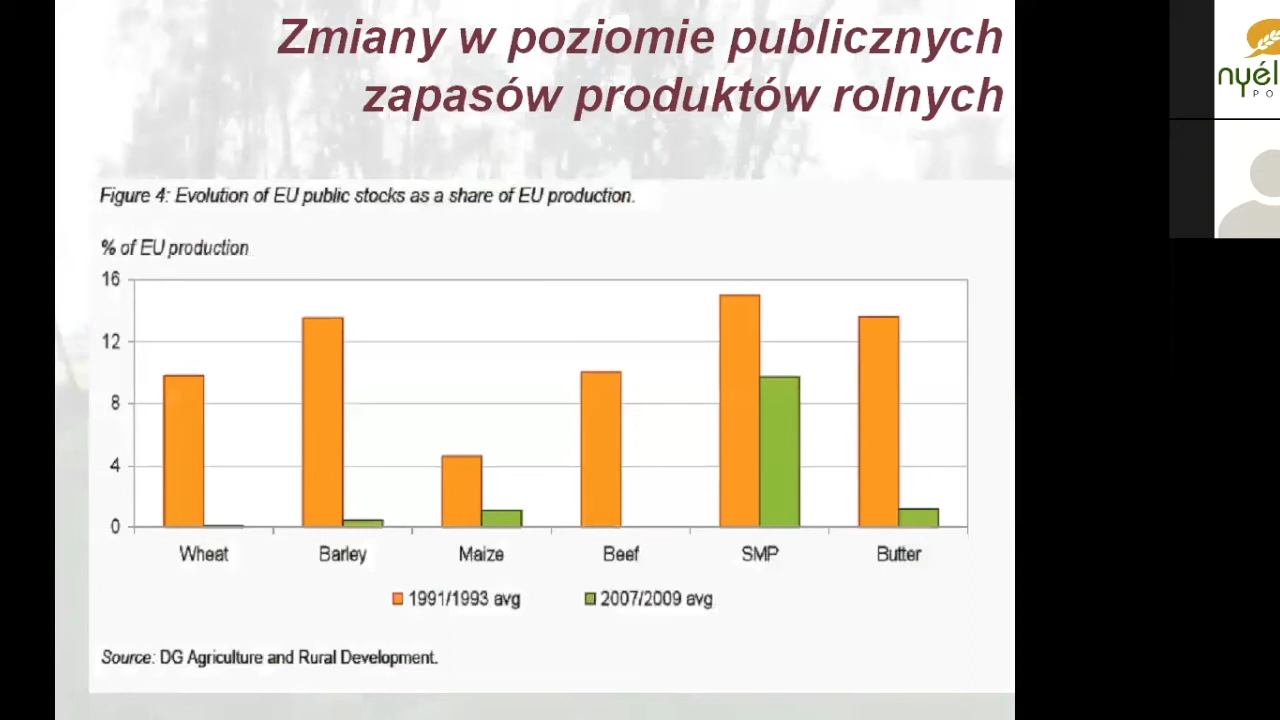 Zmiany w poziomie publicznych
zapasów produktów rolnych
Figure 4: Evolution of EU public stocks as a share of EU production.
% of EU production
16
12
8
4
0
Wheat Barley Maize Beef SMP Butter
1991/1993 avg 2007/2009 avg
Source: DG Agriculture and Rural Development.